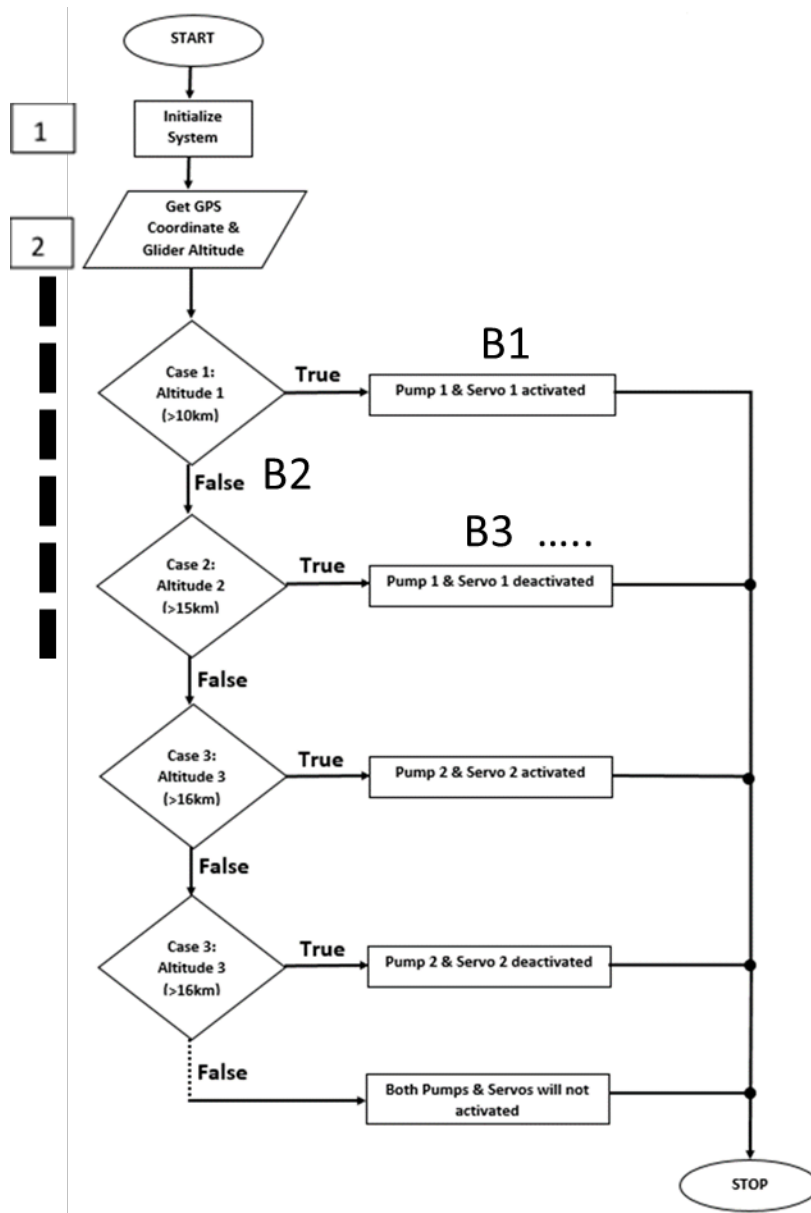 START
1
Initialize
System
2
Get GPS
Coordinate &
Glider Altitude
B1
Case 1:
Altitude 1
(>10km)
True
Pump 1 & Servo 1 activated
False
B2
B3 .....
Case 2:
Altitude 2
(>15km)
True
Pump 1 & Servo 1 deactivated
False
Case 3:
Altitude 3
(>16km)
True
Pump 2 & Servo 2 activated
False
Case 3:
Altitude 3
(>16km)
True
Pump 2 & Servo 2 deactivated
False
Both Pumps & Servos will not
activated
STOP